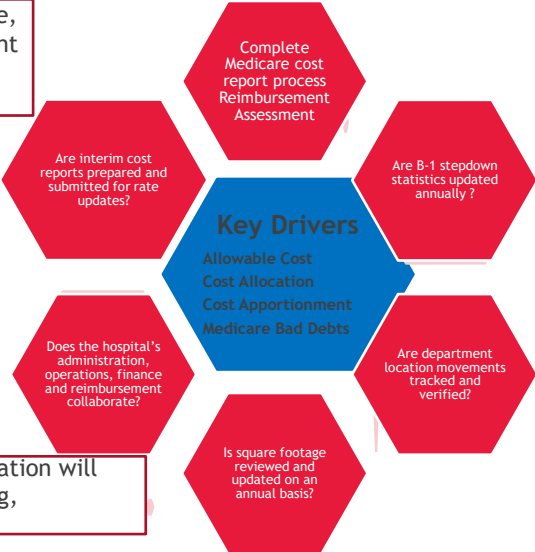 e,
nt
Complete
Medicare cost
report process
Reimbursement
Assessment
Are interim cost
reports prepared and
submitted for rate
updates?
Are B-1 stepdown
statistics updated
annually ?
Key Drivers
Allowable Cost
Cost Allocation
Cost Apportionment
Medicare Bad Debts
Does the hospital’s
administration,
operations, finance
and reimbursement
collaborate?
Are department
location movements
tracked and
verified?
Is square footage
reviewed and
updated on an
annual basis?
ation will
g,